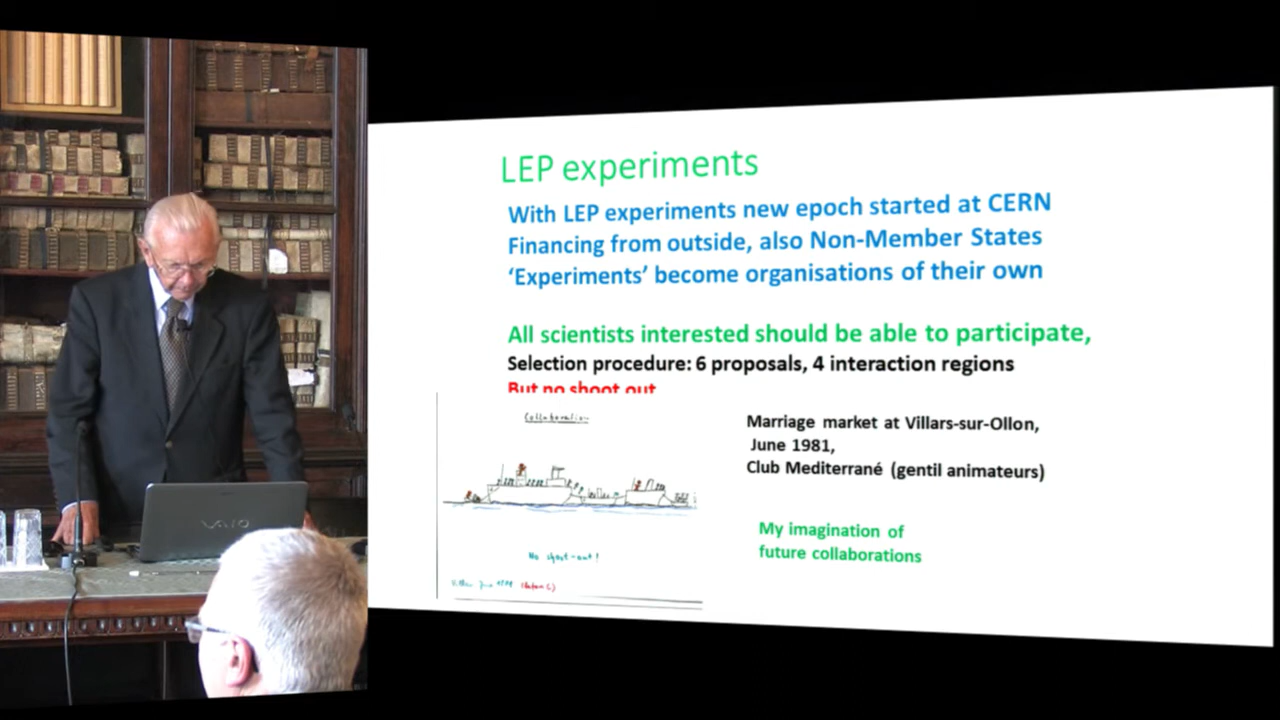 LEP experiments
With LEP experiments new epoch started at CERN
Financing from outside, also Non-Member States
‘Experiments’ become organisations of their own
All scientists interested should be able to participate,
Selection procedure: 6 proposals, 4 interaction regions
But no shoot out
Collaboration
Marriage market at Villars-sur-Ollon,
June 1981,
Club Mediterrané (gentil animateurs)
My imagination of
future collaborations
No shoot-out!
VAIO